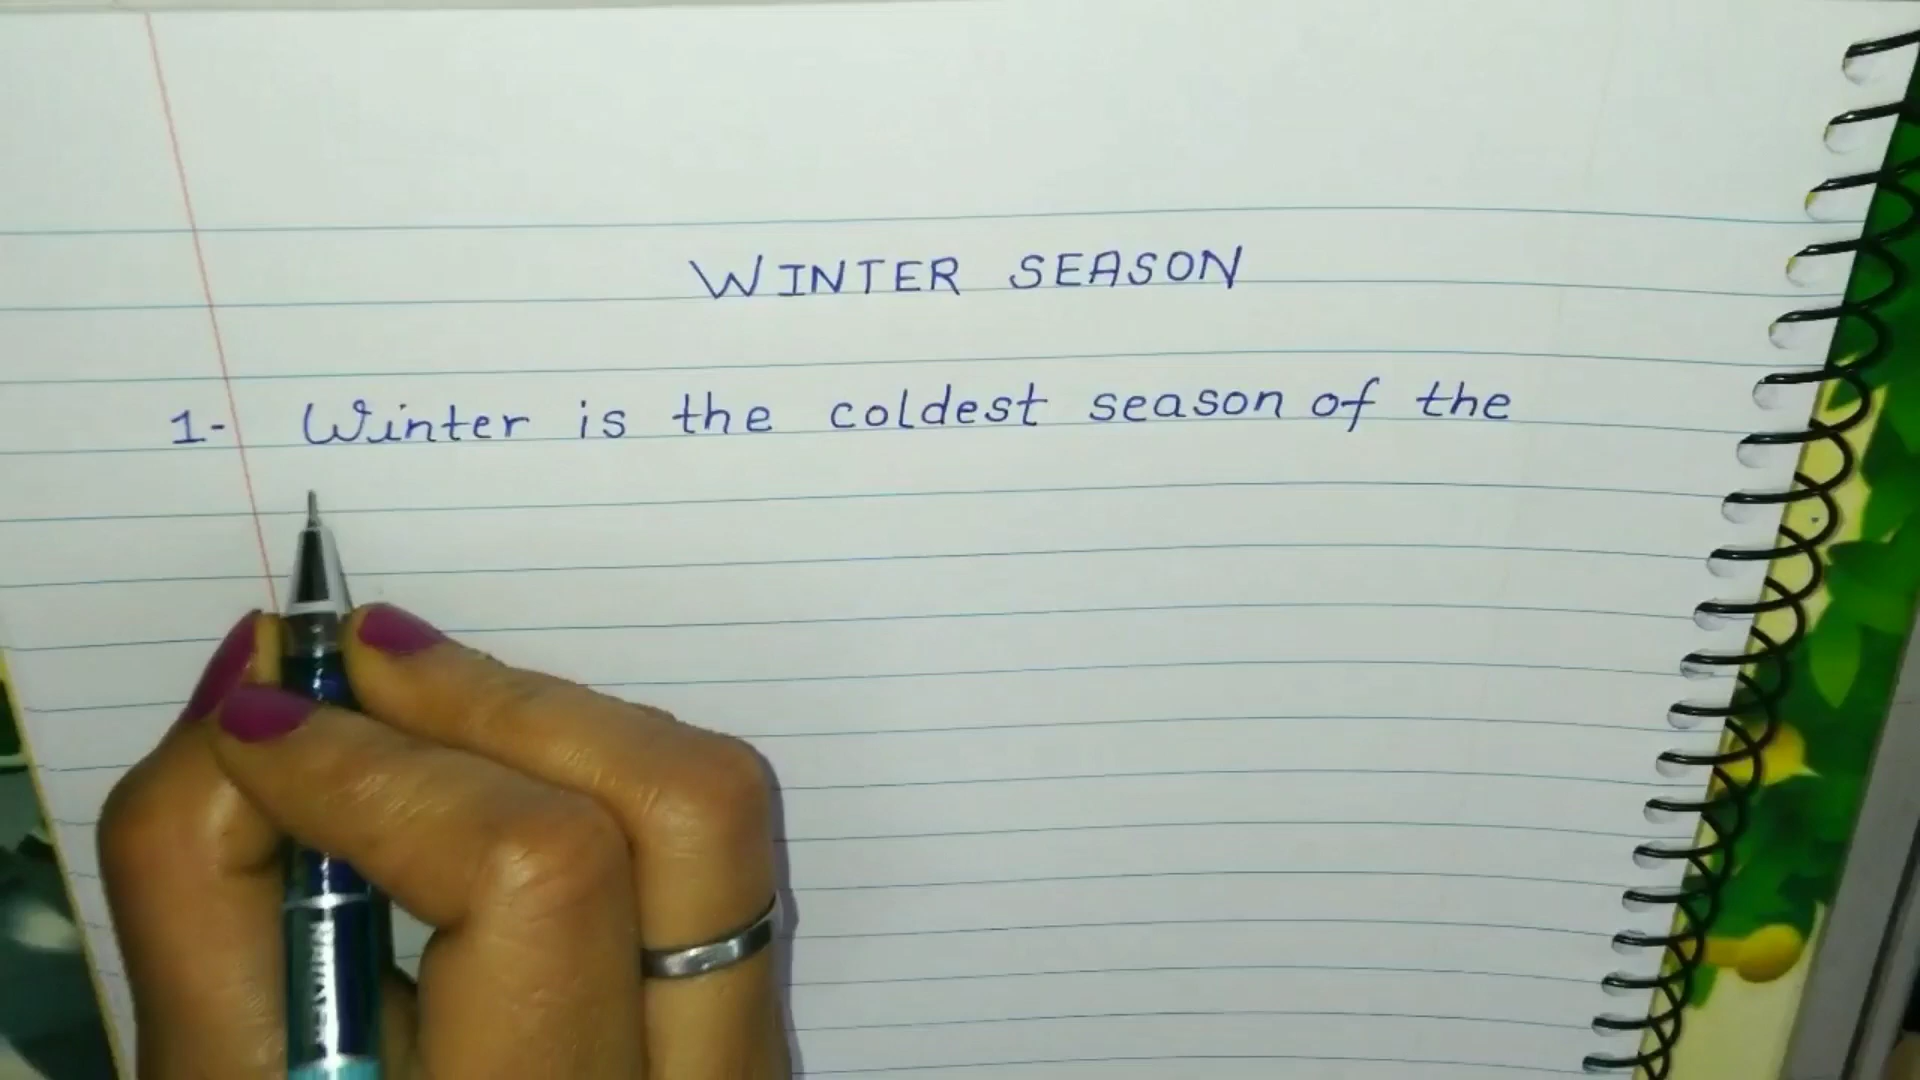 WINTER SEASON
1- Winter is the coldest season of the